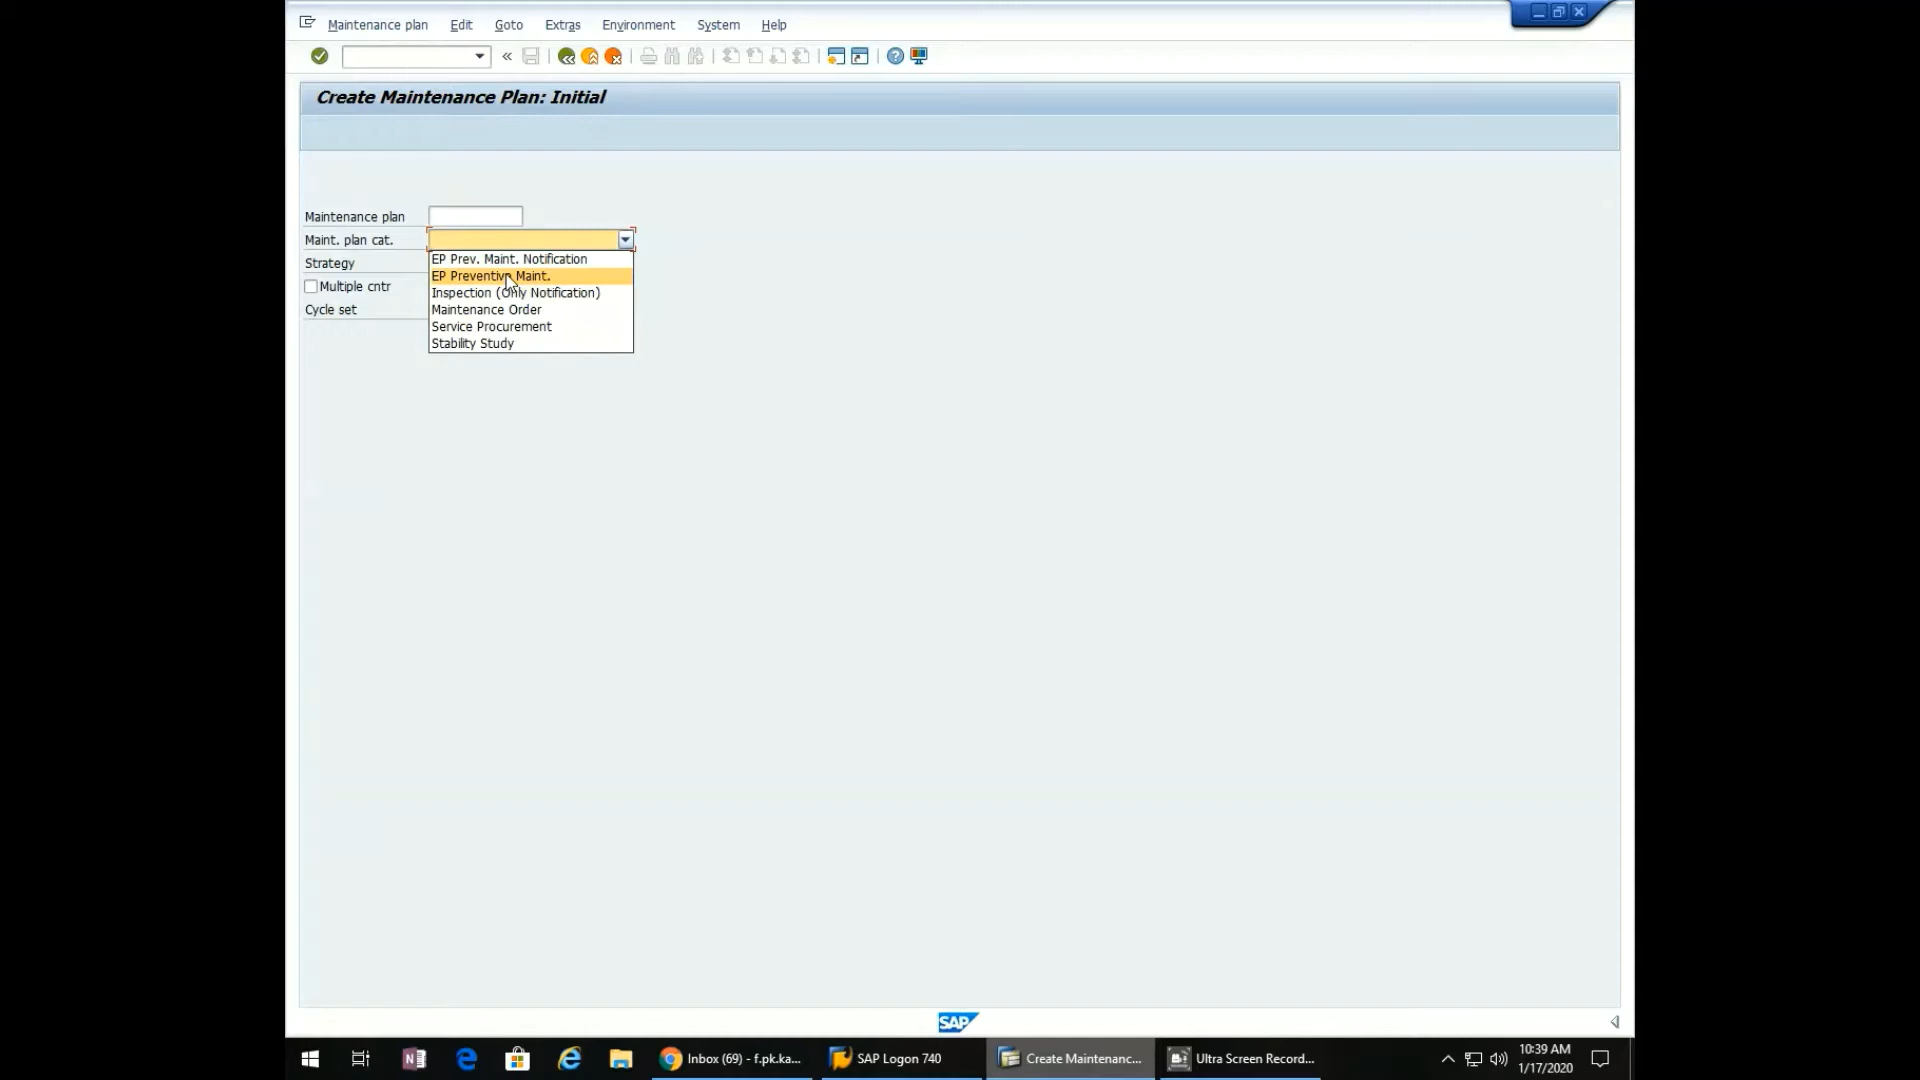 Maintenance plan Edit Goto Extras Environment System Help
Create Maintenance Plan: Initial
Maintenance plan
Maint. plan cat.
EP Prev. Maint. Notification
Strategy
EP Preventive Maint.
Multiple cntr
Inspection (Only Notification)
Cycle set
Maintenance Order
Service Procurement
Stability Study
SAP
Inbox (69) - f.pk.ka...
SAP Logon 740
Create Maintenanc...
Ultra Screen Record...
10:39 AM
1/17/2020